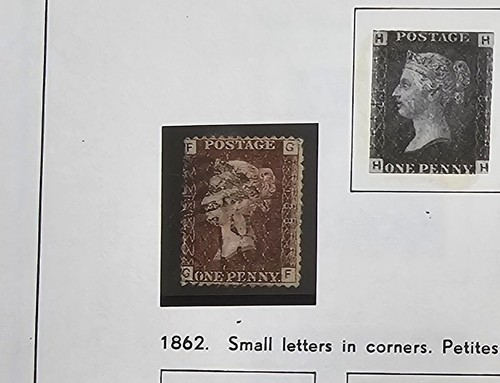 H POSTAGE H
H ONE PENNY H
F POSTAGE G
G ONE PENNY F
1862. Small letters in corners. Petites